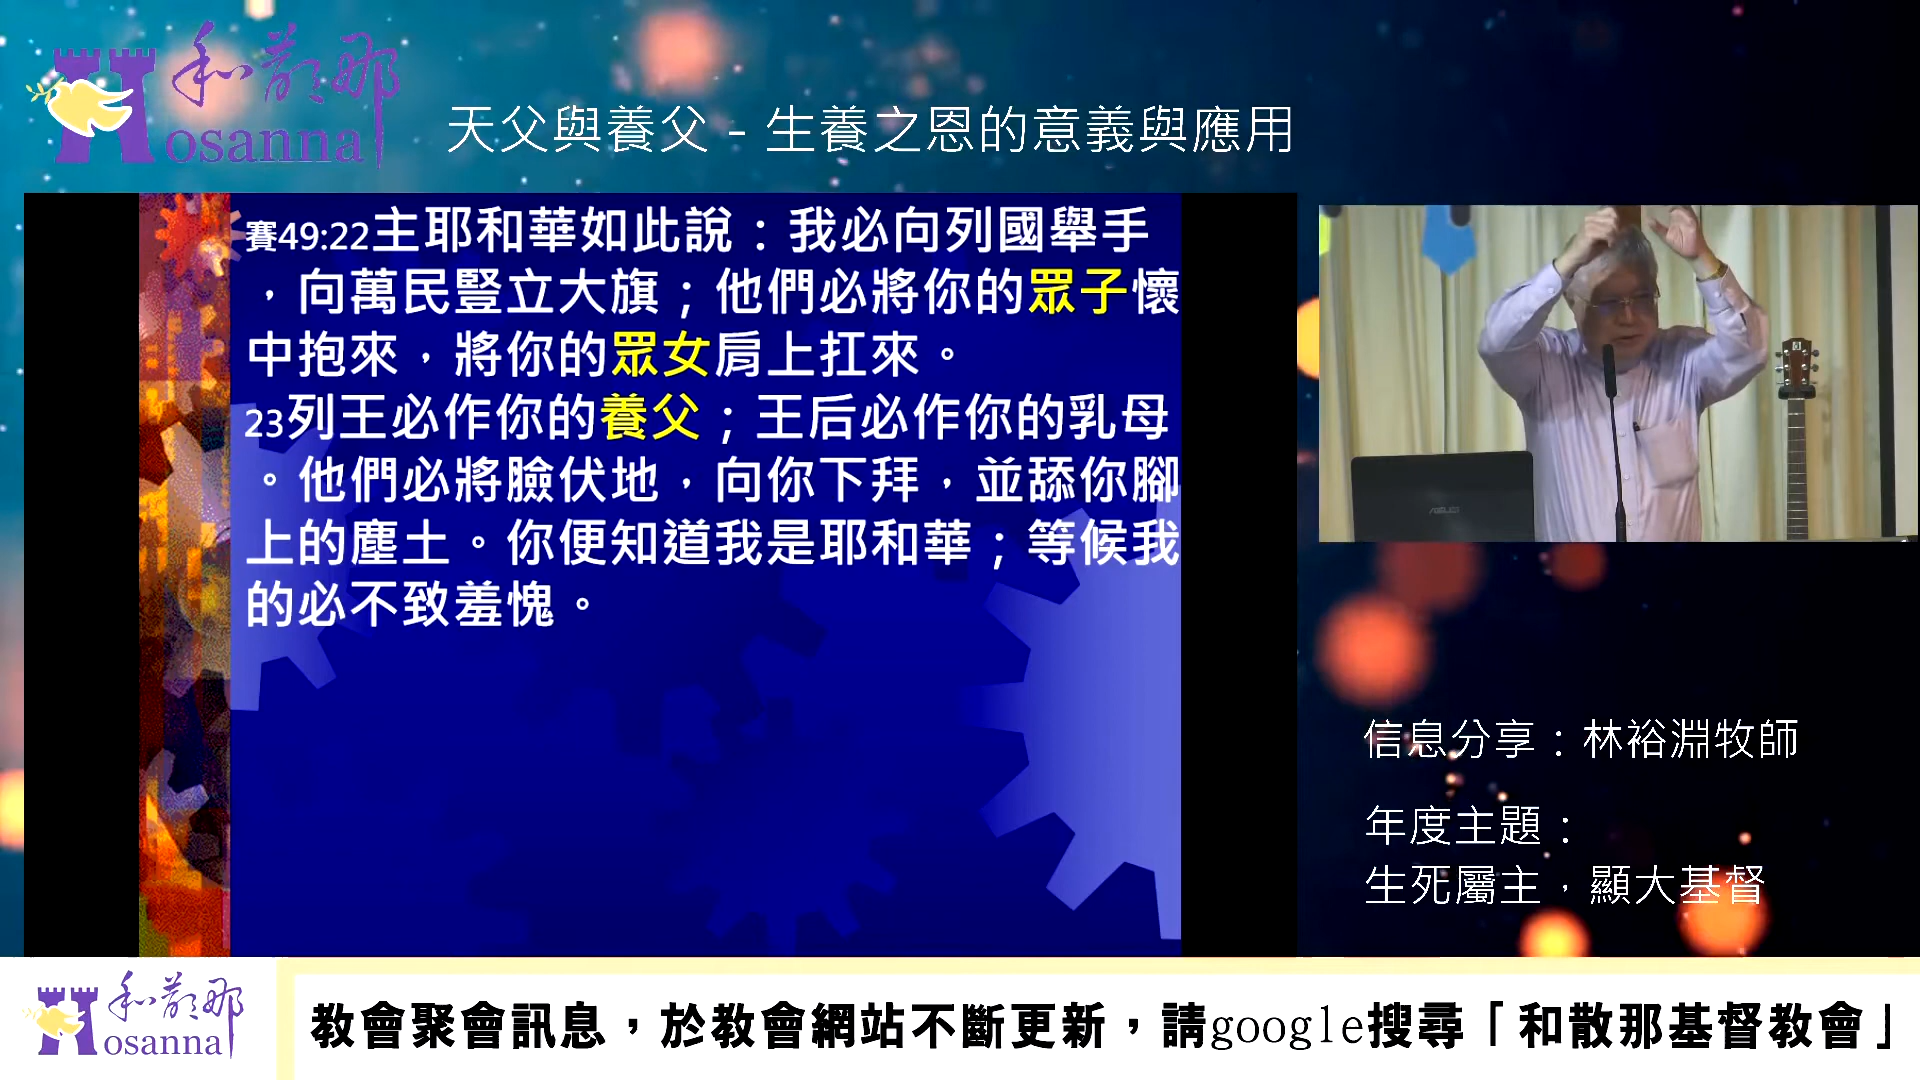 和散那
Hosanna
天父與養父 - 生養之恩的意義與應用
賽49:22主耶和華如此說：我必向列國舉手
，向萬民豎立大旗；他們必將你的眾子懷
中抱來，將你的眾女肩上扛來。
23列王必作你的養父；王后必作你的乳母
。他們必將臉伏地，向你下拜，並舔你腳
上的塵土。你便知道我是耶和華；等候我
的必不致羞愧。
ASUS
信息分享：林裕淵牧師
年度主題：
生死屬主，顯大基督
和散那
Hosanna
教會聚會訊息，於教會網站不斷更新，請google搜尋「和散那基督教會」